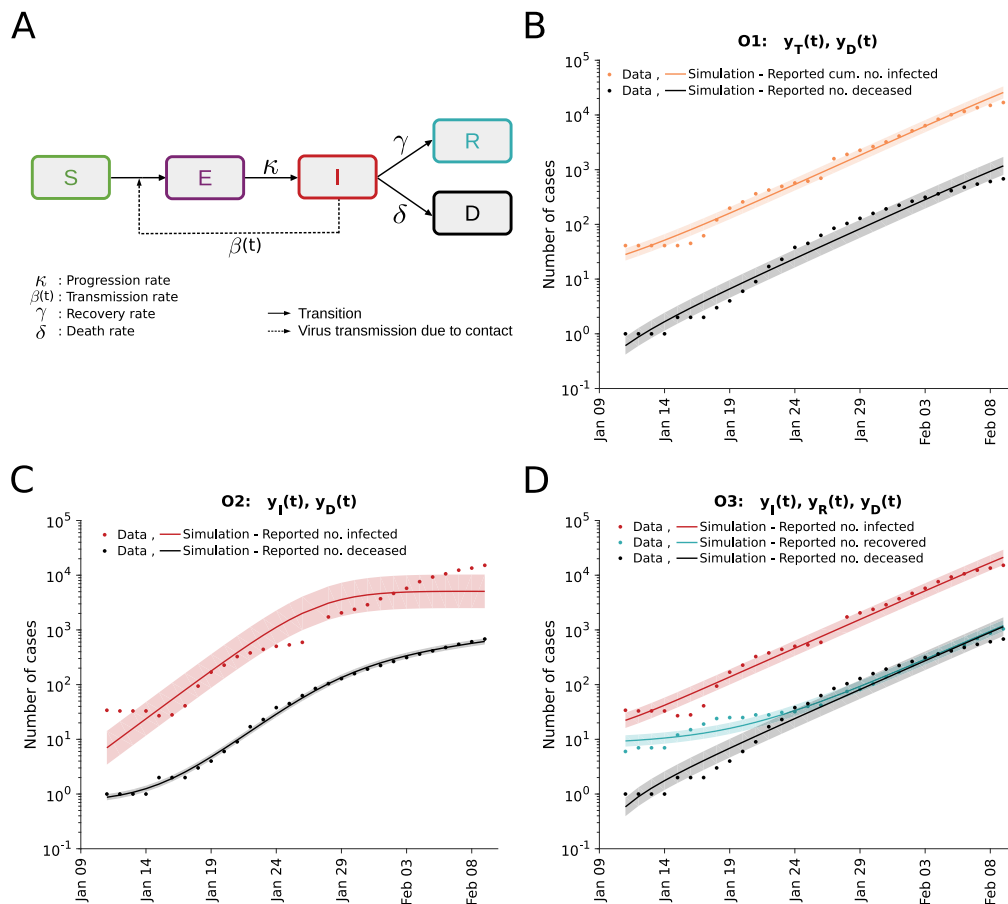 A
S
E
I
R
D
κ
γ
δ
β(t)
κ : Progression rate
β(t): Transmission rate
γ : Recovery rate
δ : Death rate
Transition
Virus transmission due to contact
B
O1: y_T(t), y_D(t)
Data , Simulation - Reported cum. no. infected
Data , Simulation - Reported no. deceased
Number of cases
10^5
10^4
10^3
10^2
10^1
10^0
10^-1
Jan 09
Jan 14
Jan 19
Jan 24
Jan 29
Feb 03
Feb 08
C
O2: y_I(t), y_D(t)
Data , Simulation - Reported no. infected
Data , Simulation - Reported no. deceased
Number of cases
10^5
10^4
10^3
10^2
10^1
10^0
10^-1
Jan 09
Jan 14
Jan 19
Jan 24
Jan 29
Feb 03
Feb 08
D
O3: y_I(t), y_R(t), y_D(t)
Data , Simulation - Reported no. infected
Data , Simulation - Reported no. recovered
Data , Simulation - Reported no. deceased
Number of cases
10^5
10^4
10^3
10^2
10^1
10^0
10^-1
Jan 09
Jan 14
Jan 19
Jan 24
Jan 29
Feb 03
Feb 08